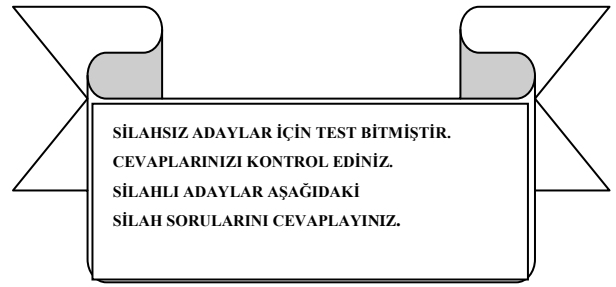 SİLAHSIZ ADAYLAR İÇİN TEST BİTMİŞTİR.
CEVAPLARINIZI KONTROL EDİNİZ.
SİLAHLI ADAYLAR AŞAĞIDAKİ
SİLAH SORULARINI CEVAPLAYINIZ.